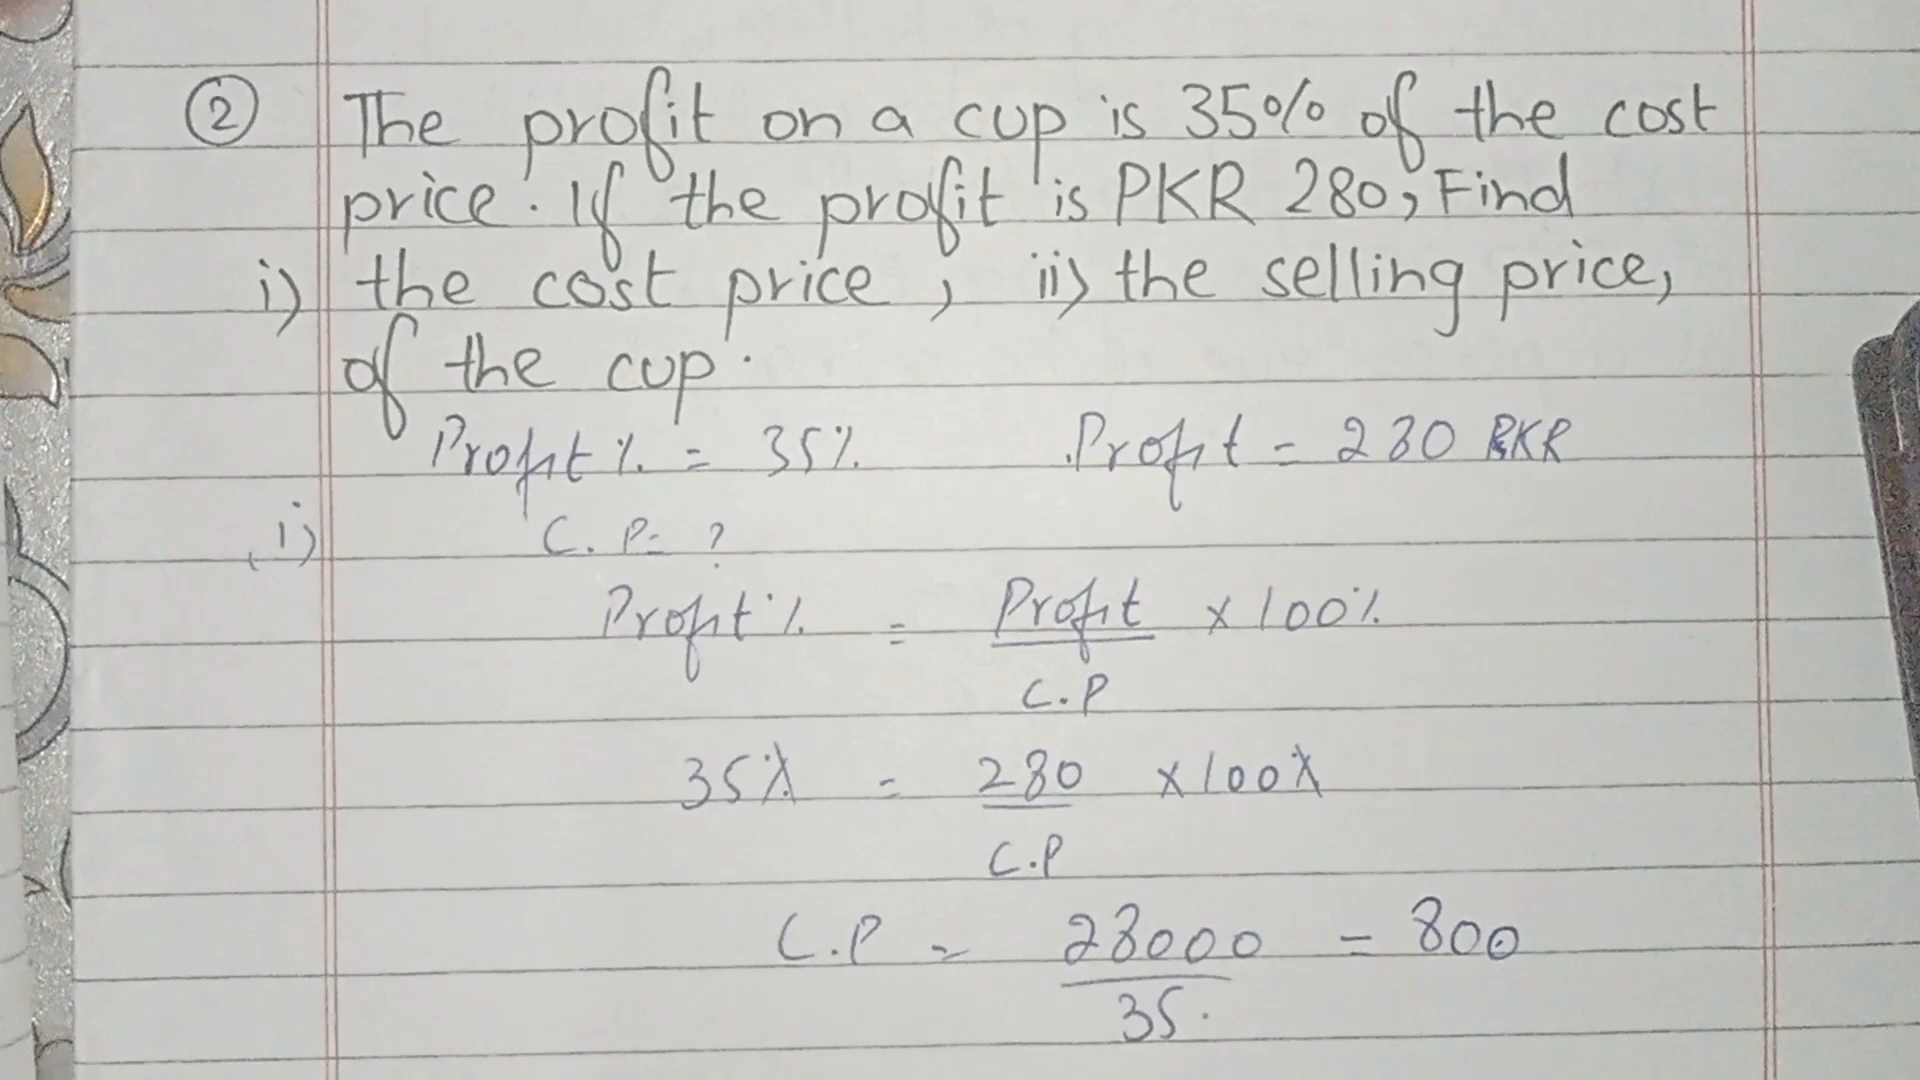 ② The profit on a cup is 35% of the cost
price. If the profit is PKR 280, Find
i) the cost price, ii) the selling price,
of the cup.
Profit % = 35% Profit = 280 PKR
i) C.P = ?
Profit % = Profit × 100%
C.P
35% = 280 × 100%
C.P
C.P = 28000 = 800
35.